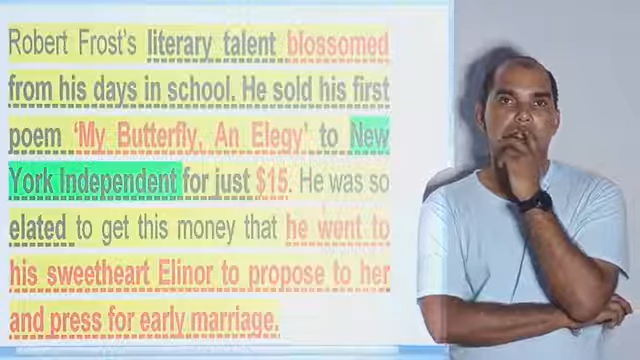 Robert Frost's literary talent blossomed
from his days in school. He sold his first
poem 'My Butterfly, An Elegy' to New
York Independent for just $15. He was so
elated to get this money that he went to
his sweetheart Elinor to propose to her
and press for early marriage.